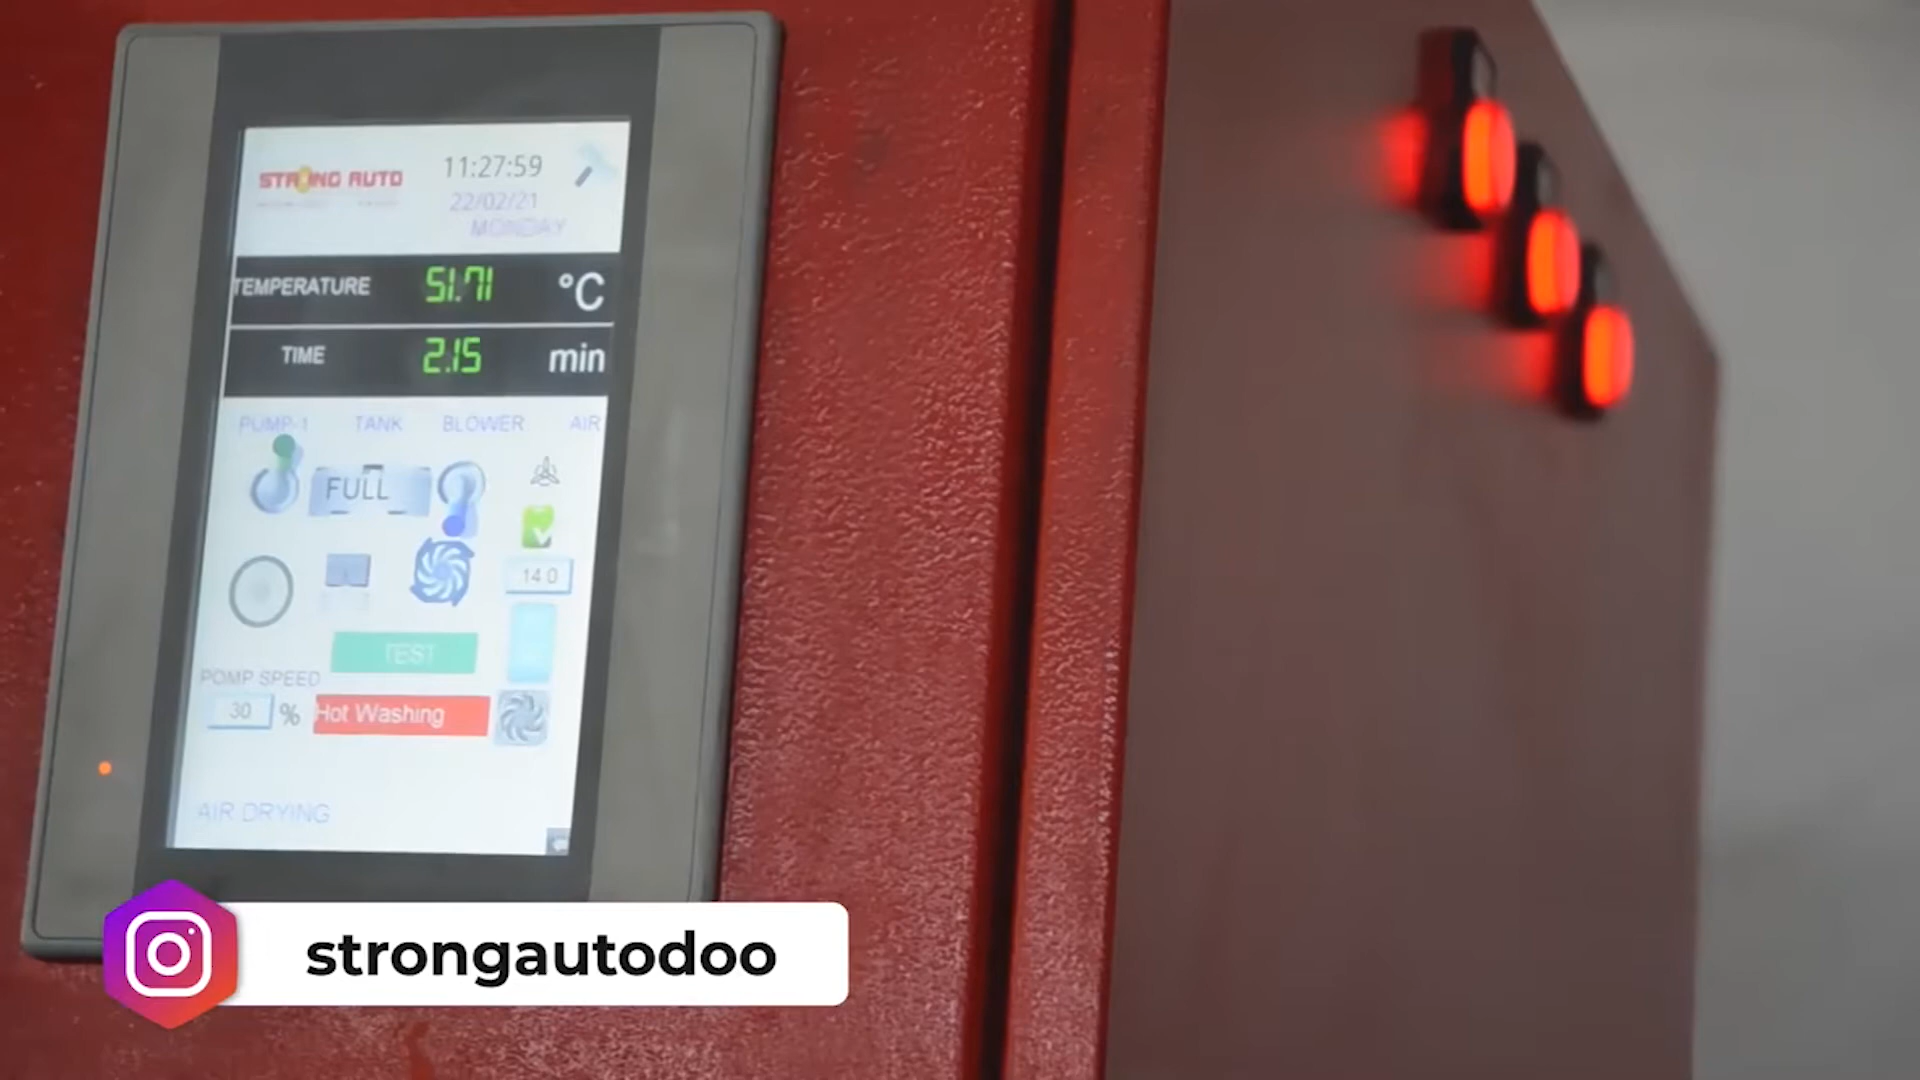 STRONG AUTO
11:27:59
22/02/21
MONDAY
TEMPERATURE 51.71 °C
TIME 2.15 min
PUMP-1 TANK BLOWER AIR
FULL
14.0
TEST
POMP SPEED
30 % Hot Washing
AIR DRYING
strongautodoo